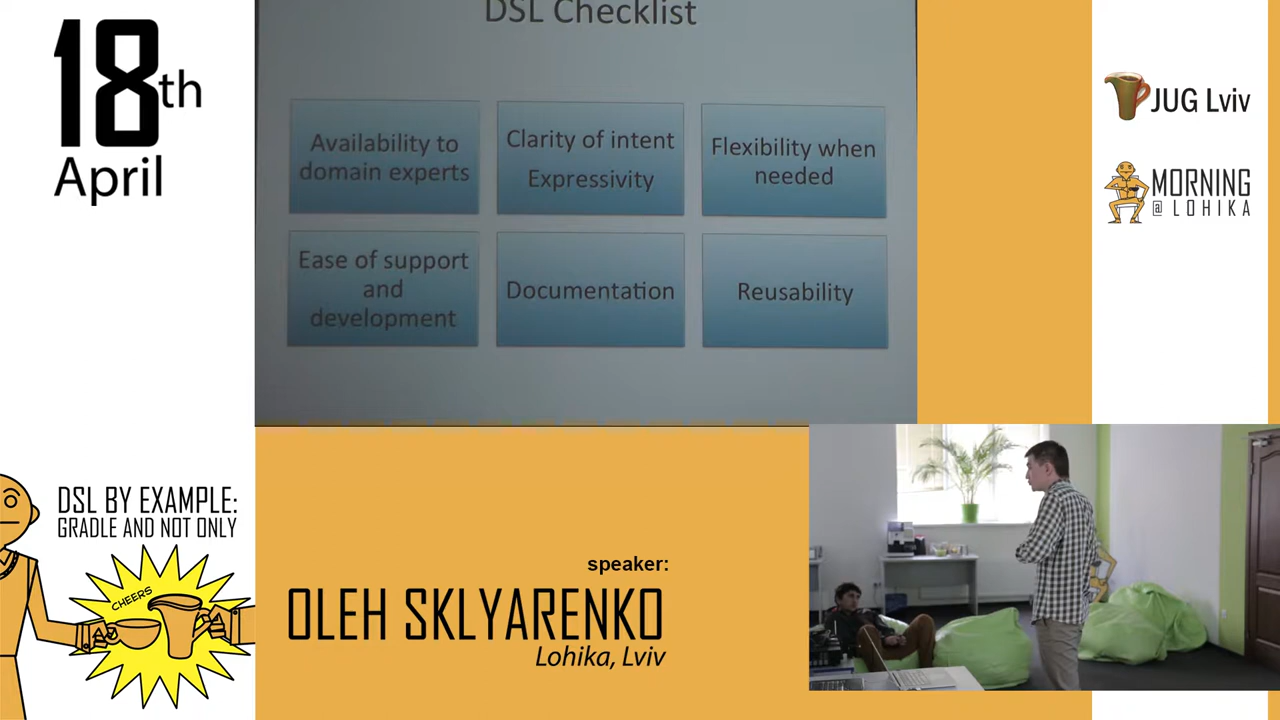 18th
April
DSL Checklist
Availability to
domain experts
Clarity of intent
Expressivity
Flexibility when
needed
Ease of support
and
development
Documentation
Reusability
JUG Lviv
MORNING
@ LOHIKA
DSL BY EXAMPLE:
GRADLE AND NOT ONLY
CHEERS
speaker:
OLEH SKLYARENKO
Lohika, Lviv